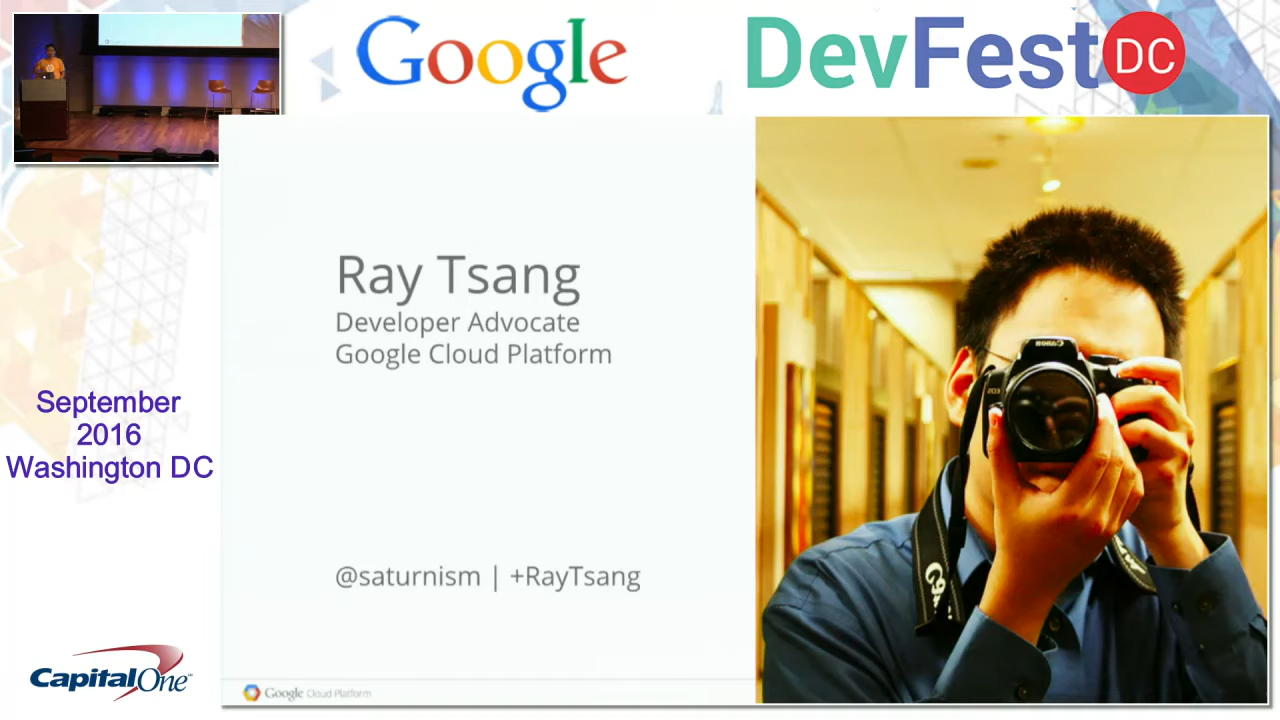 Google
DevFest DC
Ray Tsang
Developer Advocate
Google Cloud Platform
@saturnism | +RayTsang
September
2016
Washington DC
Capital One
Google Cloud Platform
Canon